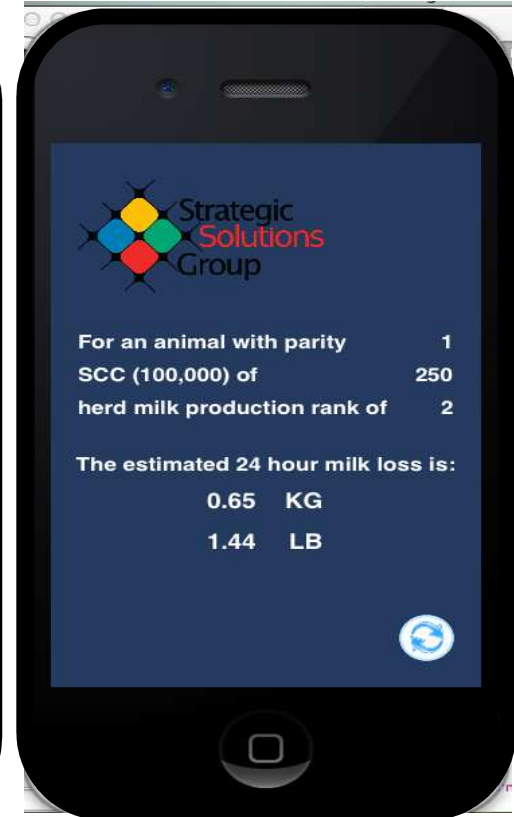 Strategic
Solutions
Group
For an animal with parity 1
SCC (100,000) of 250
herd milk production rank of 2
The estimated 24 hour milk loss is:
0.65 KG
1.44 LB